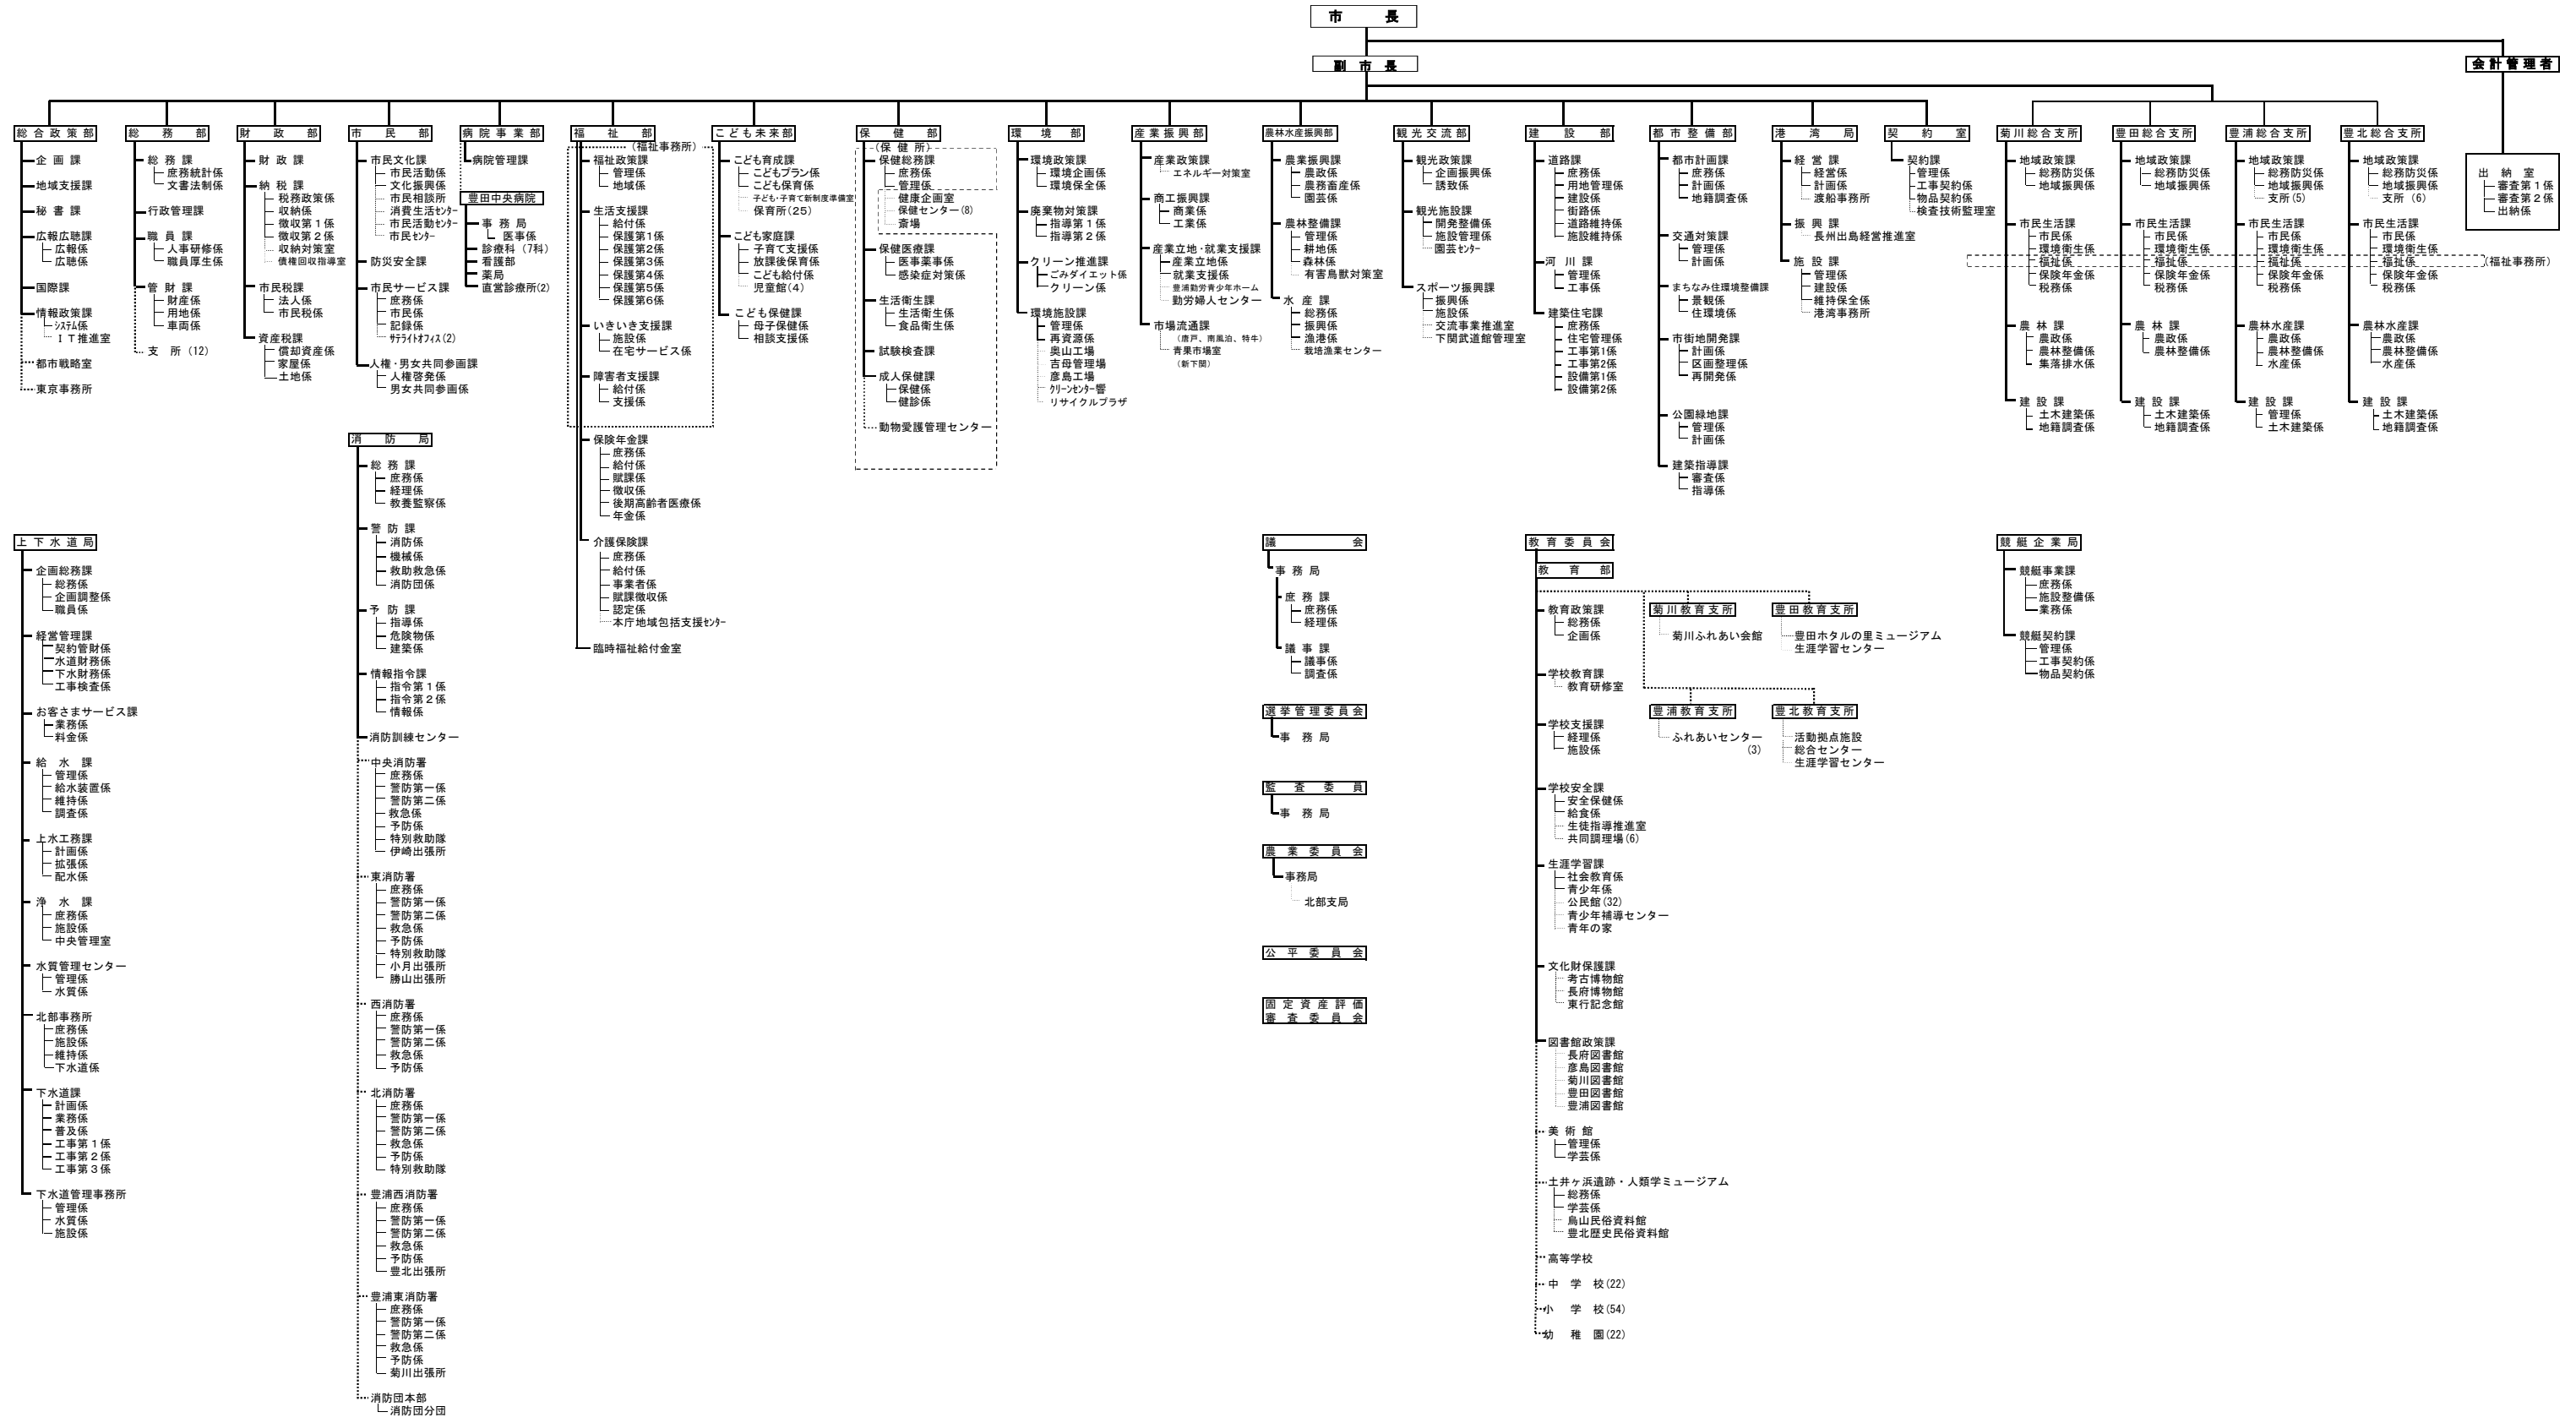 市　　　長
副　市　長
会計管理者
出　納　室
審査第１係
審査第２係
出納係
総合政策部
企 画 課
地域支援課
秘 書 課
広報広聴課
広報係
広聴係
国際課
情報政策課
ｼｽﾃﾑ係
ＩＴ推進室
都市戦略室
東京事務所
総　務　部
総 務 課
庶務統計係
文書法制係
行政管理課
職 員 課
人事研修係
職員厚生係
管 財 課
財産係
用地係
車両係
支　所（12）
財　政　部
財 政 課
納 税 課
税務政策係
収納係
徴収第１係
徴収第２係
収納対策室
債権回収指導室
市民税課
法人係
市民税係
資産税課
償却資産係
家屋係
土地係
市　民　部
市民文化課
市民活動係
文化振興係
市民相談所
消費生活ｾﾝﾀｰ
市民活動ｾﾝﾀｰ
市民ｾﾝﾀｰ
防災安全課
市民サービス課
庶務係
市民係
記録係
ｻﾃﾗｲﾄｵﾌｨｽ(2)
人権・男女共同参画課
人権啓発係
男女共同参画係
病院事業部
病院管理課
豊田中央病院
事 務 局
医事係
診療科（7科）
看護部
薬局
直営診療所(2)
福　祉　部
（福祉事務所）
福祉政策課
管理係
地域係
生活支援課
給付係
保護第1係
保護第2係
保護第3係
保護第4係
保護第5係
保護第6係
いきいき支援課
施設係
在宅サービス係
障害者支援課
給付係
支援係
保険年金課
庶務係
給付係
賦課係
徴収係
後期高齢者医療係
年金係
介護保険課
庶務係
給付係
事業者係
賦課徴収係
認定係
本庁地域包括支援ｾﾝﾀｰ
臨時福祉給付金室
こども未来部
こども育成課
こどもプラン係
こども保育係
子ども・子育て新制度準備室
保育所(25)
こども家庭課
子育て支援係
放課後保育係
こども給付係
児童館(4)
こども保健課
母子保健係
相談支援係
保　健　部
（保 健 所）
保健総務課
庶務係
管理係
健康企画室
保健センター(8)
斎場
保健医療課
医事薬事係
感染症対策係
生活衛生課
生活衛生係
食品衛生係
試験検査課
成人保健課
保健係
健診係
動物愛護管理センター
環　境　部
環境政策課
環境企画係
環境保全係
廃棄物対策課
指導第１係
指導第２係
クリーン推進課
ごみダイエット係
クリーン係
環境施設課
管理係
再資源係
奥山工場
吉母管理場
彦島工場
ｸﾘｰﾝｾﾝﾀｰ響
リサイクルプラザ
産業振興部
産業政策課
エネルギー対策室
商工振興課
商業係
工業係
産業立地・就業支援課
産業立地係
就業支援係
豊浦勤労青少年ホーム
勤労婦人センター
市場流通課
（唐戸、南風泊、特牛）
青果市場室
（新下関）
農林水産振興部
農業振興課
農政係
農務畜産係
園芸係
農林整備課
管理係
耕地係
森林係
有害鳥獣対策室
水 産 課
総務係
振興係
漁港係
栽培漁業センター
観光交流部
観光政策課
企画振興係
誘致係
観光施設課
開発整備係
施設管理係
園芸ｾﾝﾀｰ
スポーツ振興課
振興係
施設係
交流事業推進室
下関武道館管理室
建　設　部
道路課
庶務係
用地管理係
建設係
街路係
道路維持係
施設維持係
河 川 課
管理係
工事係
建築住宅課
庶務係
住宅管理係
工事第1係
工事第2係
設備第1係
設備第2係
都市整備部
都市計画課
庶務係
計画係
地籍調査係
交通対策課
管理係
計画係
まちなみ住環境整備課
景観係
住環境係
市街地開発課
計画係
区画整理係
再開発係
公園緑地課
管理係
計画係
建築指導課
審査係
指導係
港　湾　局
経 営 課
経営係
計画係
渡船事務所
振 興 課
長州出島経営推進室
施 設 課
管理係
建設係
維持保全係
港湾事務所
契　約　室
契約課
管理係
工事契約係
物品契約係
検査技術監理室
菊川総合支所
地域政策課
総務防災係
地域振興係
市民生活課
市民係
環境衛生係
福祉係
保険年金係
税務係
農 林 課
農政係
農林整備係
集落排水係
建 設 課
土木建築係
地籍調査係
豊田総合支所
地域政策課
総務防災係
地域振興係
市民生活課
市民係
環境衛生係
福祉係
保険年金係
税務係
農 林 課
農政係
農林整備係
建 設 課
土木建築係
地籍調査係
豊浦総合支所
地域政策課
総務防災係
地域振興係
支所(5)
市民生活課
市民係
環境衛生係
福祉係
保険年金係
税務係
農林水産課
農政係
農林整備係
水産係
建 設 課
管理係
土木建築係
豊北総合支所
地域政策課
総務防災係
地域振興係
支所（6）
市民生活課
市民係
環境衛生係
福祉係
（福祉事務所）
保険年金係
税務係
農林水産課
農政係
農林整備係
水産係
建 設 課
土木建築係
地籍調査係
上下水道局
企画総務課
総務係
企画調整係
職員係
経営管理課
契約管財係
水道財務係
下水財務係
工事検査係
お客さまサービス課
業務係
料金係
給　水　課
管理係
給水装置係
維持係
調査係
上水工務課
計画係
拡張係
配水係
浄　水　課
庶務係
施設係
中央管理室
水質管理センター
管理係
水質係
北部事務所
庶務係
施設係
維持係
下水道係
下水道課
計画係
業務係
普及係
工事第１係
工事第２係
工事第３係
下水道管理事務所
管理係
水質係
施設係
消　防　局
総 務 課
庶務係
経理係
教養監察係
警 防 課
消防係
機械係
救助救急係
消防団係
予 防 課
指導係
危険物係
建築係
情報指令課
指令第１係
指令第２係
情報係
消防訓練センター
中央消防署
庶務係
警防第一係
警防第二係
救急係
予防係
特別救助隊
伊崎出張所
東消防署
庶務係
警防第一係
警防第二係
救急係
予防係
特別救助隊
小月出張所
勝山出張所
西消防署
庶務係
警防第一係
警防第二係
救急係
予防係
北消防署
庶務係
警防第一係
警防第二係
救急係
予防係
特別救助隊
豊浦西消防署
庶務係
警防第一係
警防第二係
救急係
予防係
豊北出張所
豊浦東消防署
庶務係
警防第一係
警防第二係
救急係
予防係
菊川出張所
消防団本部
消防団分団
議　　　会
事 務 局
庶 務 課
庶務係
経理係
議 事 課
議事係
調査係
選挙管理委員会
事　務 局
監　査　委　員
事　務 局
農　業　委　員　会
事務局
北部支局
公　平　委　員　会
固定資産評価
審査委員会
教育委員会
教　育　部
教育政策課
総務係
企画係
学校教育課
教育研修室
学校支援課
経理係
施設係
学校安全課
安全保健係
給食係
生徒指導推進室
共同調理場(6)
生涯学習課
社会教育係
青少年係
公民館(32)
青少年補導センター
青年の家
文化財保護課
考古博物館
長府博物館
東行記念館
図書館政策課
長府図書館
彦島図書館
菊川図書館
豊田図書館
豊浦図書館
美 術 館
管理係
学芸係
土井ヶ浜遺跡・人類学ミュージアム
総務係
学芸係
烏山民俗資料館
豊北歴史民俗資料館
高等学校
中　学　校(22)
小　学　校(54)
幼　稚　園(22)
菊川教育支所
菊川ふれあい会館
豊田教育支所
豊田ホタルの里ミュージアム
生涯学習センター
豊浦教育支所
ふれあいセンター
(3)
豊北教育支所
活動拠点施設
総合センター
生涯学習センター
競艇企業局
競艇事業課
庶務係
施設整備係
業務係
競艇契約課
管理係
工事契約係
物品契約係